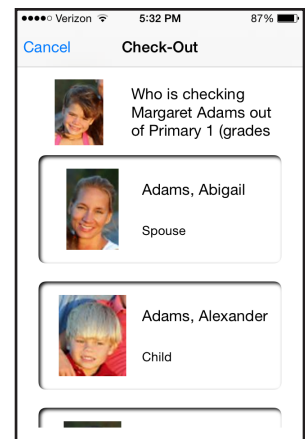 Verizon 5:32 PM 87%
Cancel Check-Out
Who is checking
Margaret Adams out
of Primary 1 (grades
Adams, Abigail
Spouse
Adams, Alexander
Child